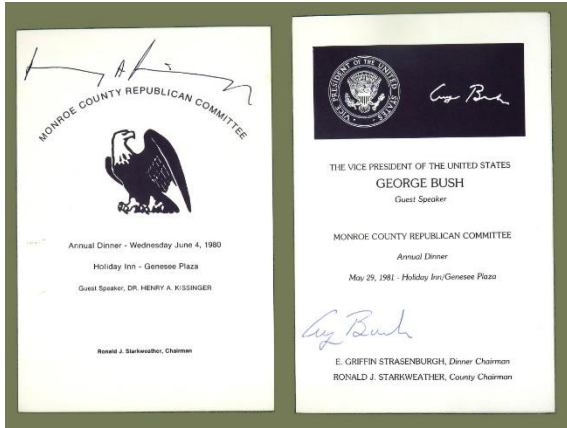 MONROE COUNTY REPUBLICAN COMMITTEE
Annual Dinner - Wednesday June 4, 1980
Holiday Inn - Genesee Plaza
Guest Speaker, DR. HENRY A. KISSINGER
Ronald J. Starkweather, Chairman
VICE PRESIDENT OF THE UNITED STATES
Gg Bush
THE VICE PRESIDENT OF THE UNITED STATES
GEORGE BUSH
Guest Speaker
MONROE COUNTY REPUBLICAN COMMITTEE
Annual Dinner
May 29, 1981 - Holiday Inn/Genesee Plaza
Gg Bush
E. GRIFFIN STRASENBURGH, Dinner Chairman
RONALD J. STARKWEATHER, County Chairman